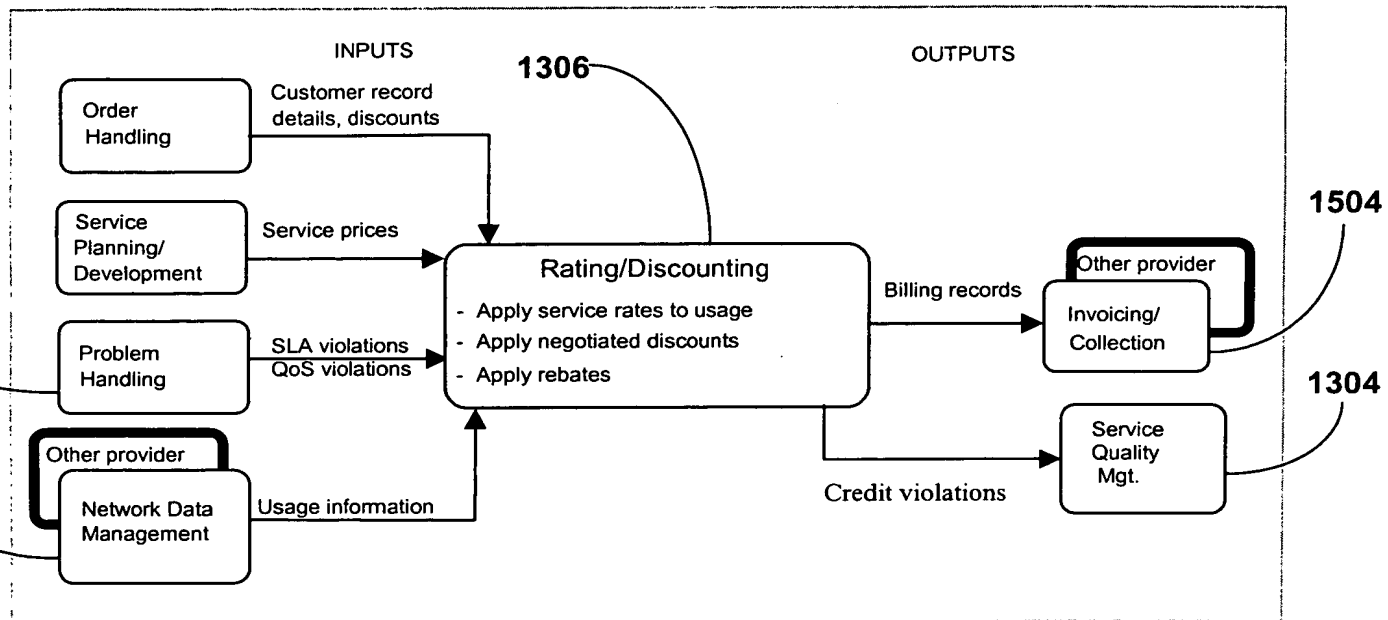 INPUTS
OUTPUTS
1306
Order
Handling
Customer record
details, discounts
Service
Planning/
Development
Service prices
Problem
Handling
SLA violations
QoS violations
Other provider
Network Data
Management
Usage information
Rating/Discounting
- Apply service rates to usage
- Apply negotiated discounts
- Apply rebates
Billing records
Other provider
Invoicing/
Collection
1504
Credit violations
Service
Quality
Mgt.
1304